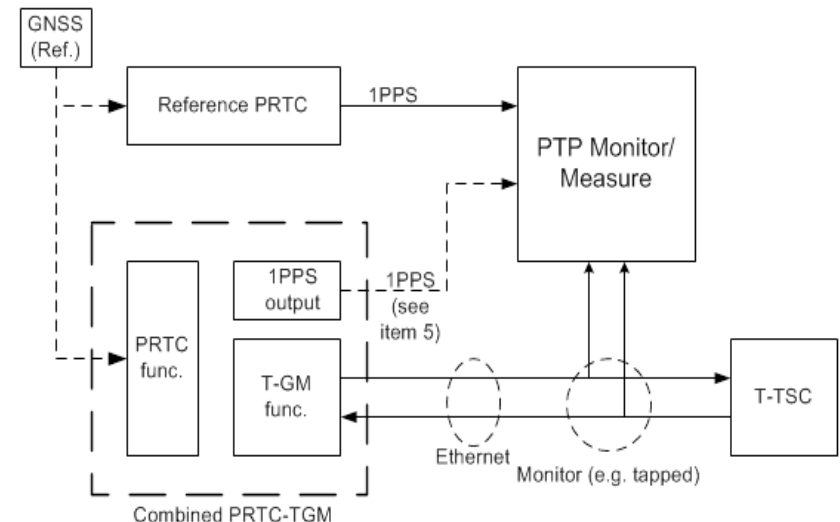 GNSS
(Ref.)
Reference PRTC
1PPS
PTP Monitor/
Measure
1PPS
output
1PPS
(see
item 5)
PRTC
func.
T-GM
func.
T-TSC
Ethernet
Monitor (e.g. tapped)
Combined PRTC-TGM